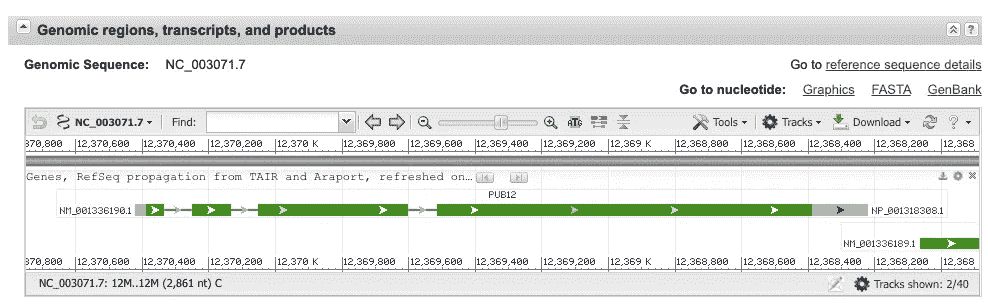 Genomic regions, transcripts, and products
Genomic Sequence: NC_003071.7 Go to reference sequence details
Go to nucleotide: Graphics FASTA GenBank
NC_003071.7 Find: Tools Tracks Download ?
370,800 12,370,600 12,370,400 12,370,200 12,370 K 12,369,800 12,369,600 12,369,400 12,369,200 12,369 K 12,368,800 12,368,600 12,368,400 12,368,200 12,368
Genes, RefSeq propagation from TAIR and Araport, refreshed on...
PUB12
NM_001336190.1 NP_001318308.1
NM_001336189.1
370,800 12,370,600 12,370,400 12,370,200 12,370 K 12,369,800 12,369,600 12,369,400 12,369,200 12,369 K 12,368,800 12,368,600 12,368,400 12,368,200 12,368
NC_003071.7: 12M..12M (2,861 nt) C Tracks shown: 2/40